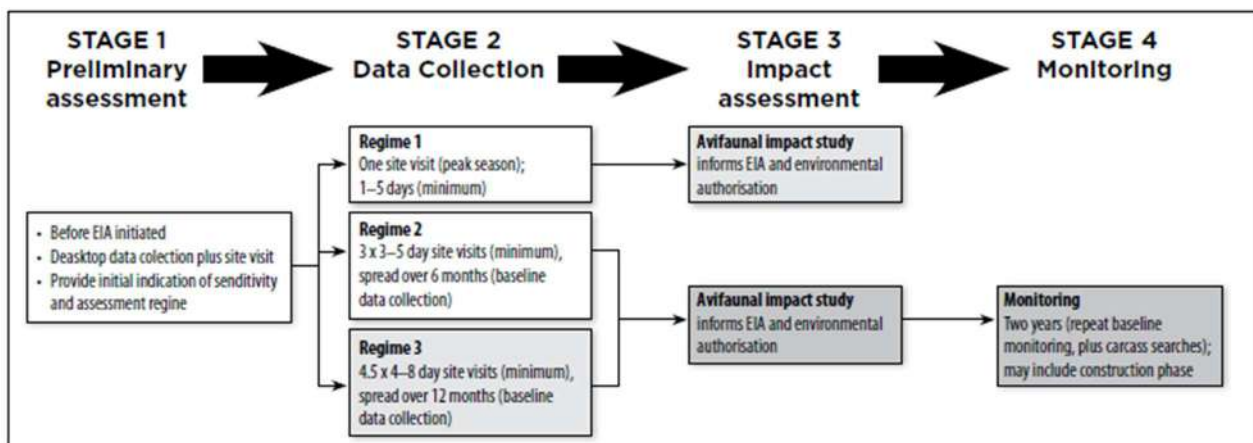 STAGE 1
Preliminary
assessment
STAGE 2
Data Collection
STAGE 3
Impact
assessment
STAGE 4
Monitoring
• Before EIA initiated
• Deasktop data colection plus site visit
• Provide initial indication of senditivity
and assessment regine
Regime 1
One site visit (peak season);
1–5 days (minimum)
Regime 2
3 x 3–5 day site visits (minimum),
spread over 6 months (baseline
data collection)
Regime 3
4.5 x 4–8 day site visits (minimum),
spread over 12 months (baseline
data collection)
Avifaunal impact study
informs EIA and environmental
authorisation
Avifaunal impact study
informs EIA and environmental
authorisation
Monitoring
Two years (repeat baseline
monitoring, plus carcass searches);
may include construction phase